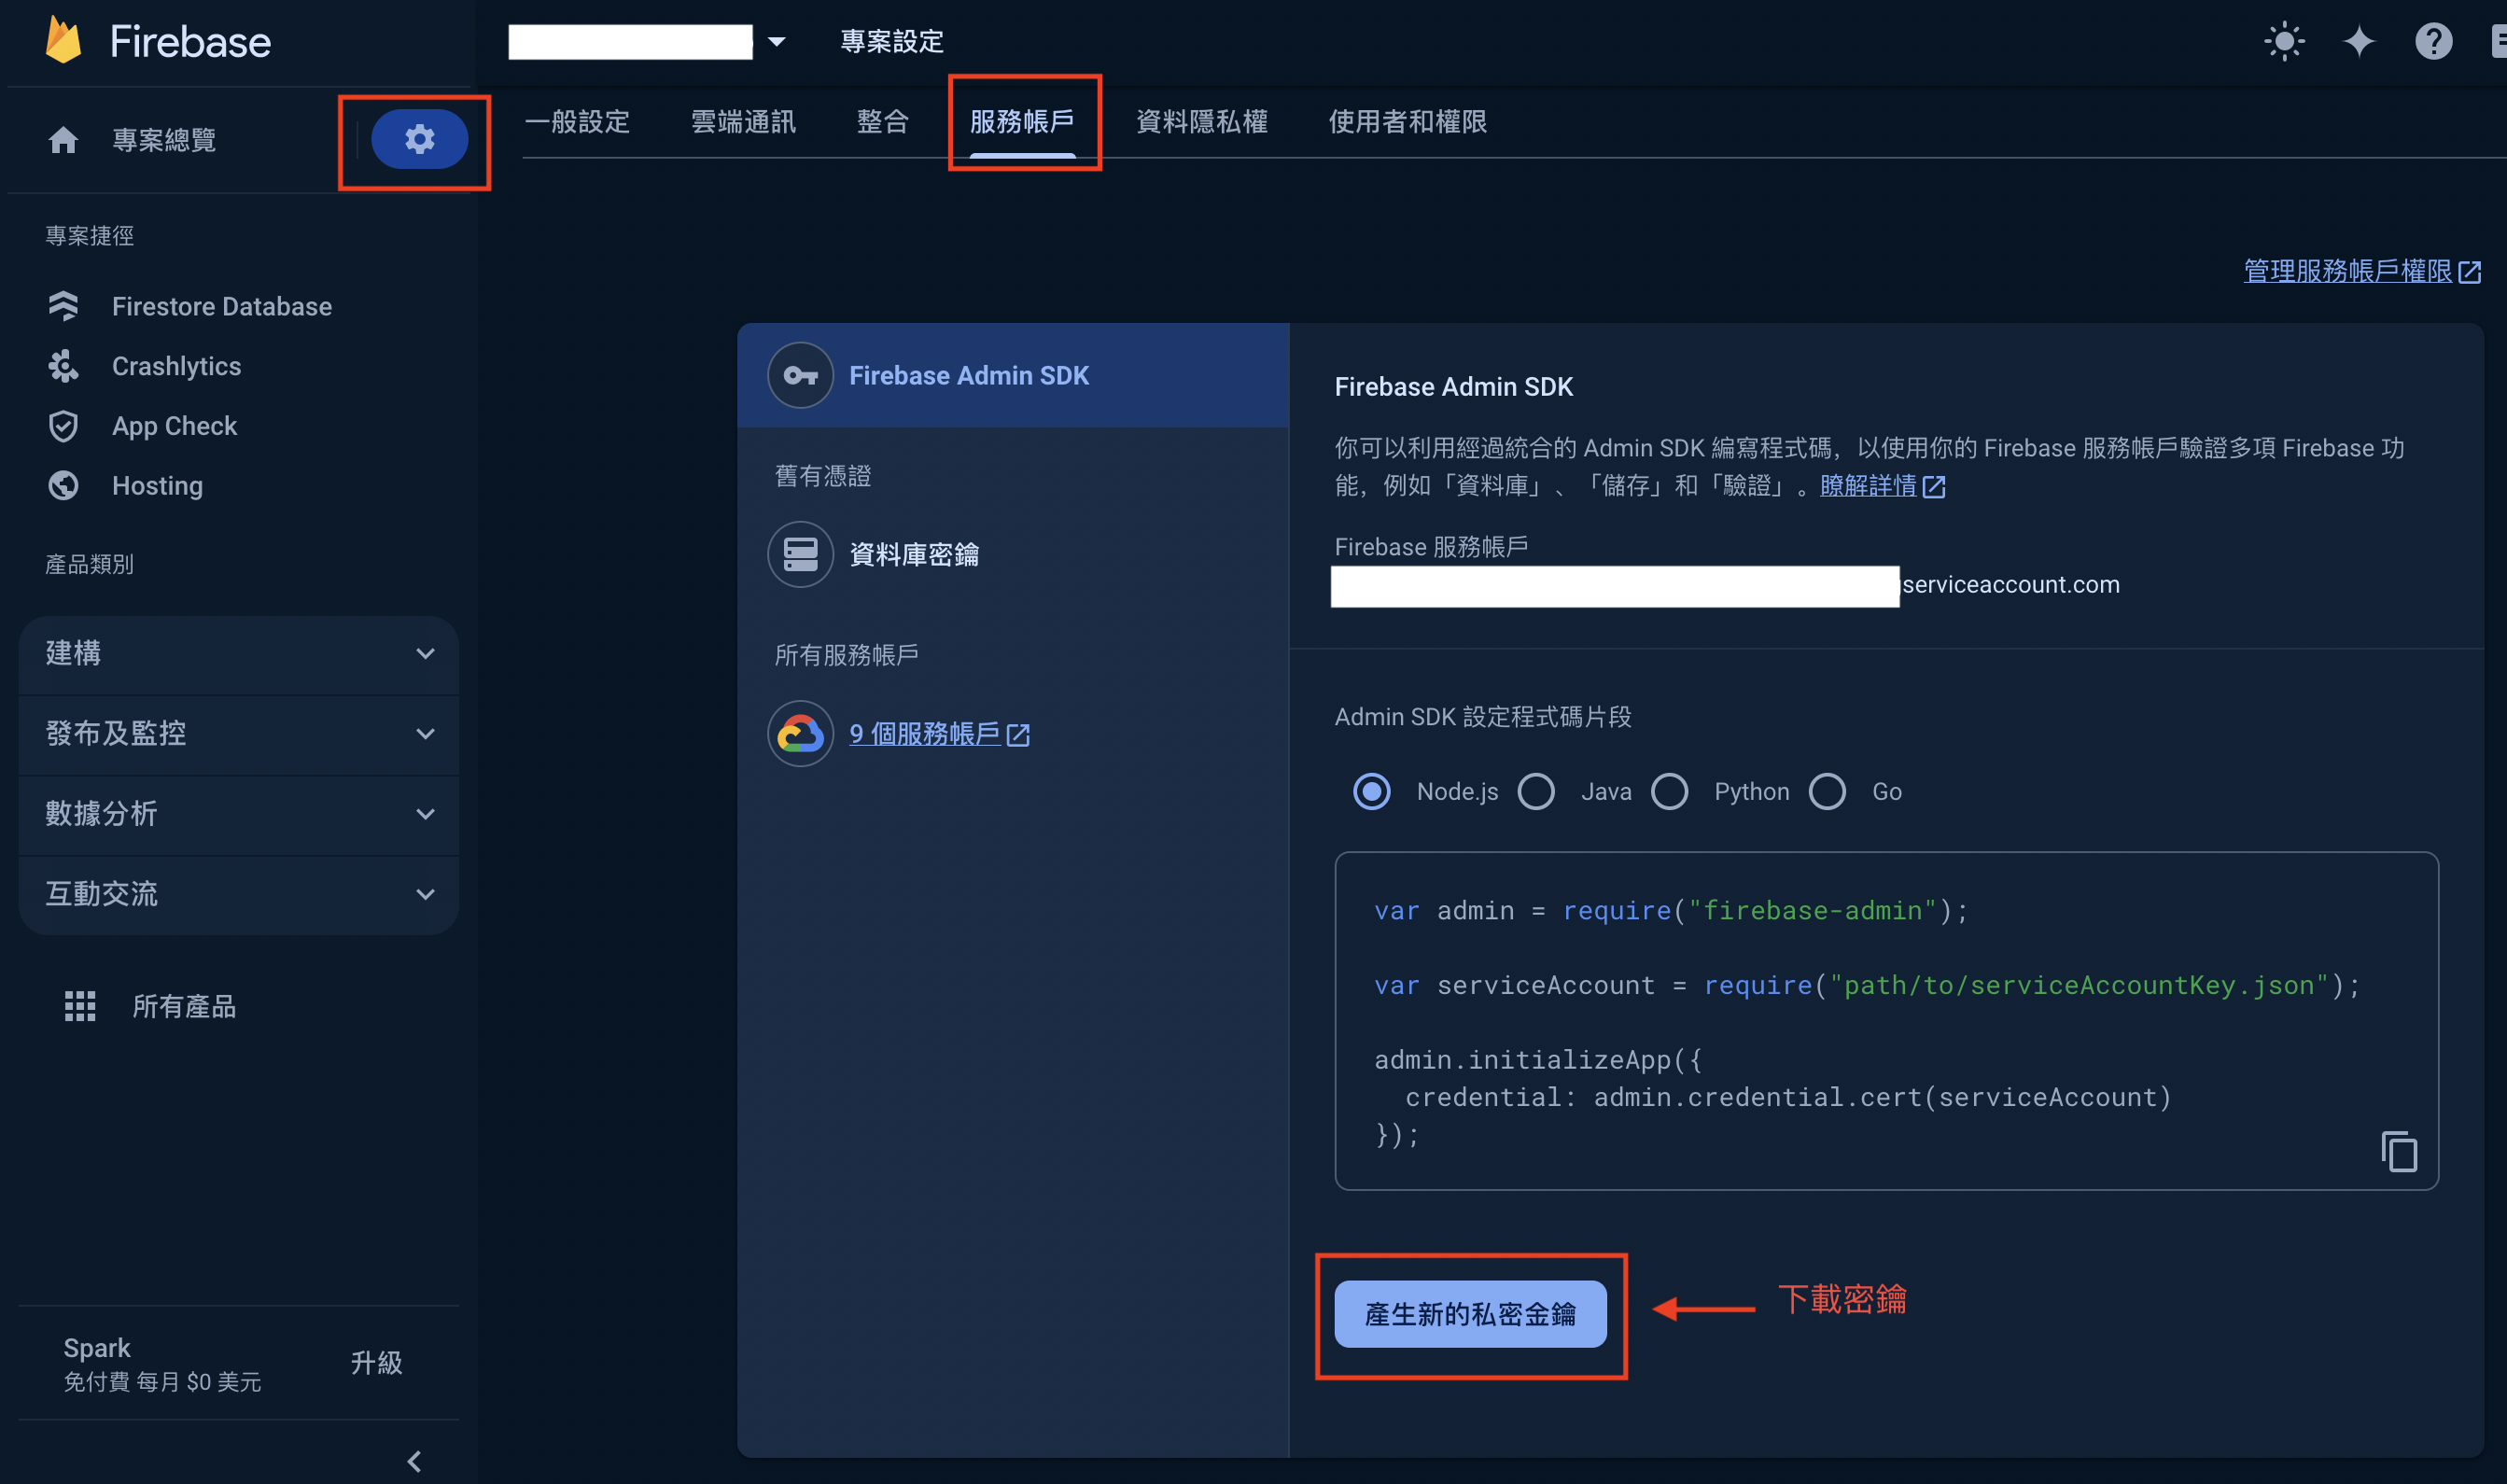 Firebase
專案設定
專案總覽
一般設定
雲端通訊
整合
服務帳戶
資料隱私權
使用者和權限
專案捷徑
Firestore Database
Crashlytics
App Check
Hosting
產品類別
建構
發布及監控
數據分析
互動交流
所有產品
Spark
免付費 每月 $0 美元
升級
管理服務帳戶權限
Firebase Admin SDK
舊有憑證
資料庫密鑰
所有服務帳戶
9 個服務帳戶
Firebase Admin SDK
你可以利用經過統合的 Admin SDK 編寫程式碼，以使用你的 Firebase 服務帳戶驗證多項 Firebase 功
能，例如「資料庫」、「儲存」和「驗證」。瞭解詳情
Firebase 服務帳戶
serviceaccount.com
Admin SDK 設定程式碼片段
Node.js
Java
Python
Go
var admin = require("firebase-admin");
var serviceAccount = require("path/to/serviceAccountKey.json");
admin.initializeApp({
  credential: admin.credential.cert(serviceAccount)
});
產生新的私密金鑰
下載密鑰